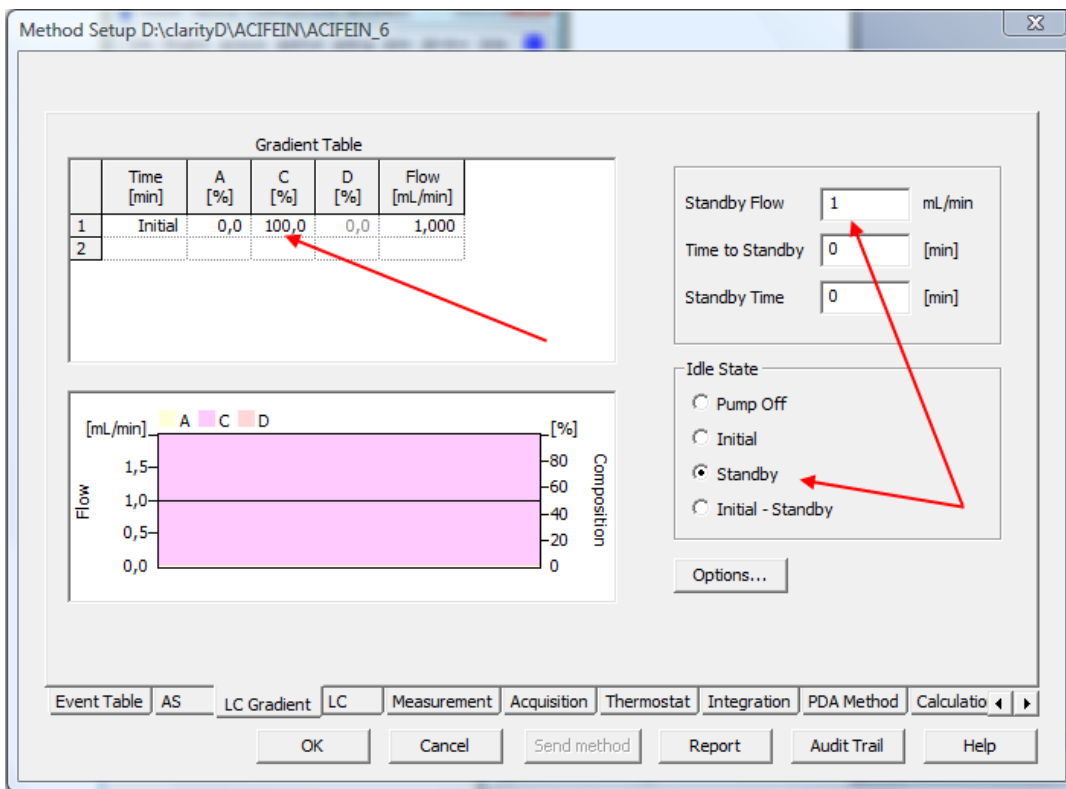 Method Setup D:\clarityD\ACIFEIN\ACIFEIN_6
Gradient Table
Time [min] A [%] C [%] D [%] Flow [mL/min]
1 Initial 0,0 100,0 0,0 1,000
2
Standby Flow 1 mL/min
Time to Standby 0 [min]
Standby Time 0 [min]
Idle State
Pump Off
Initial
Standby
Initial - Standby
Options...
[mL/min] A C D [%]
1,5
1,0
0,5
0,0
Flow
80
60
40
20
0
Composition
Event Table AS LC Gradient LC Measurement Acquisition Thermostat Integration PDA Method Calculatio
OK Cancel Send method Report Audit Trail Help